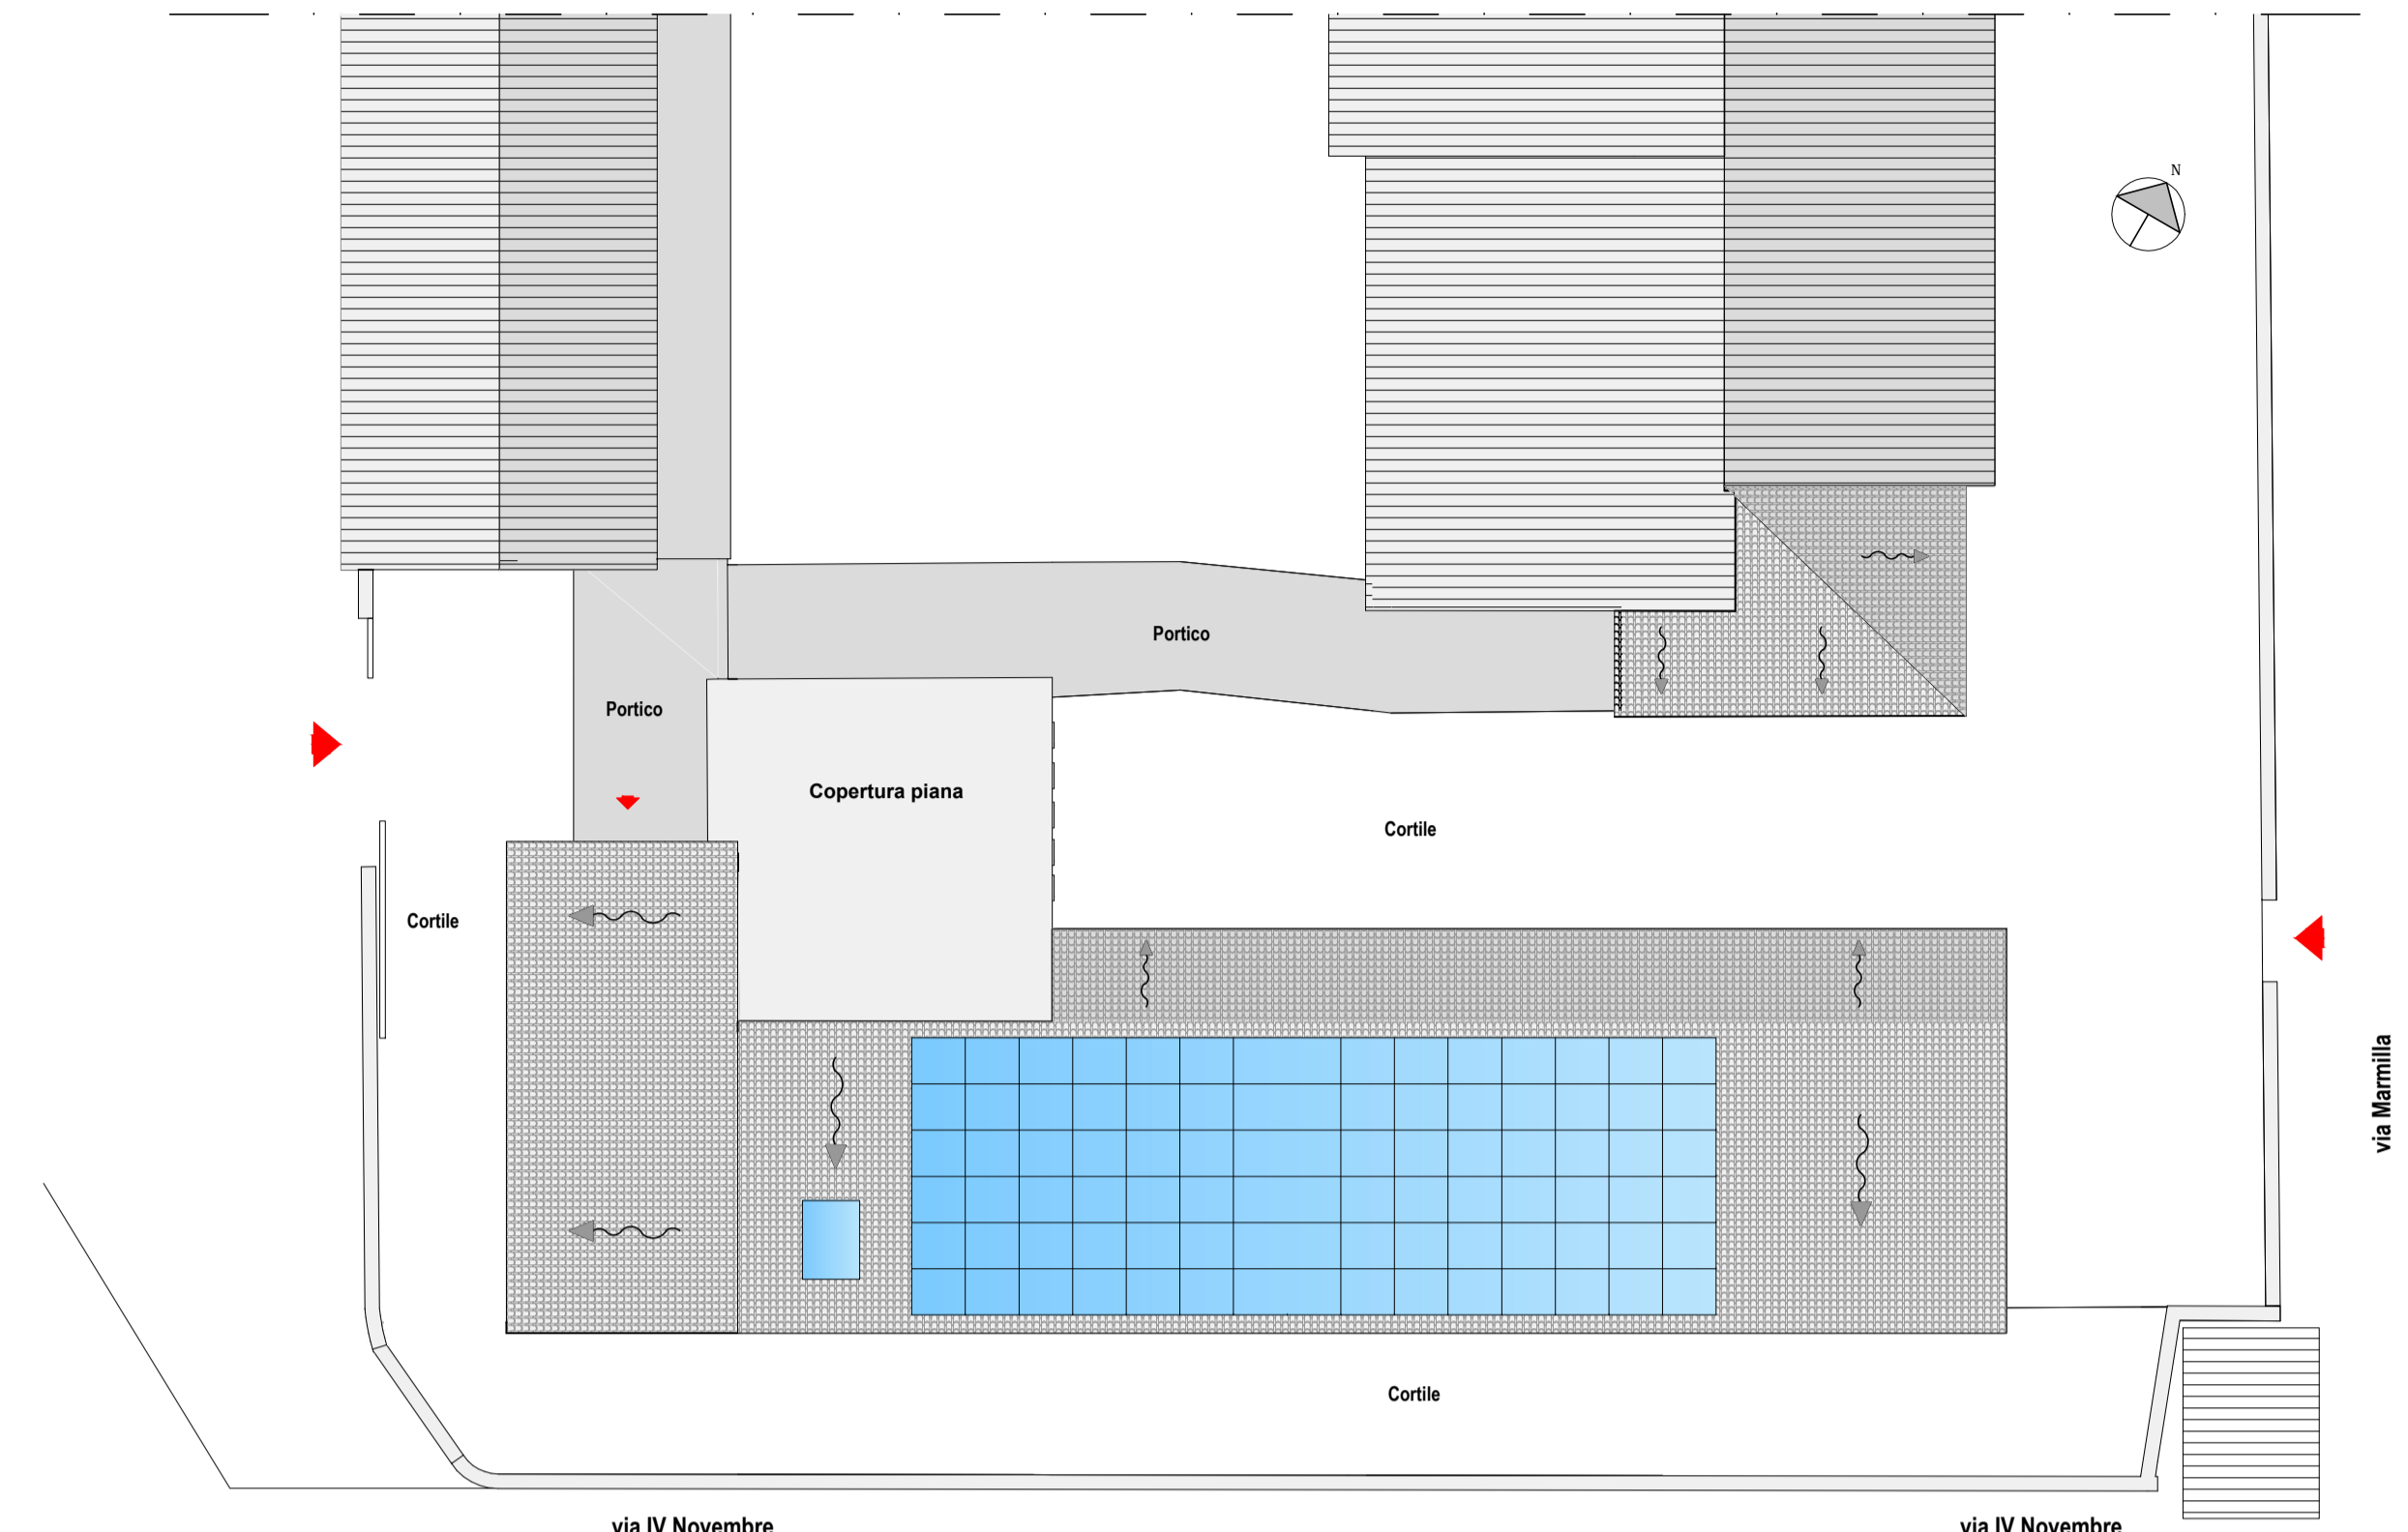 N
Portico
Portico
Copertura piana
Cortile
Cortile
via Marmilla
Cortile
via IV Novembre
via IV Novembre